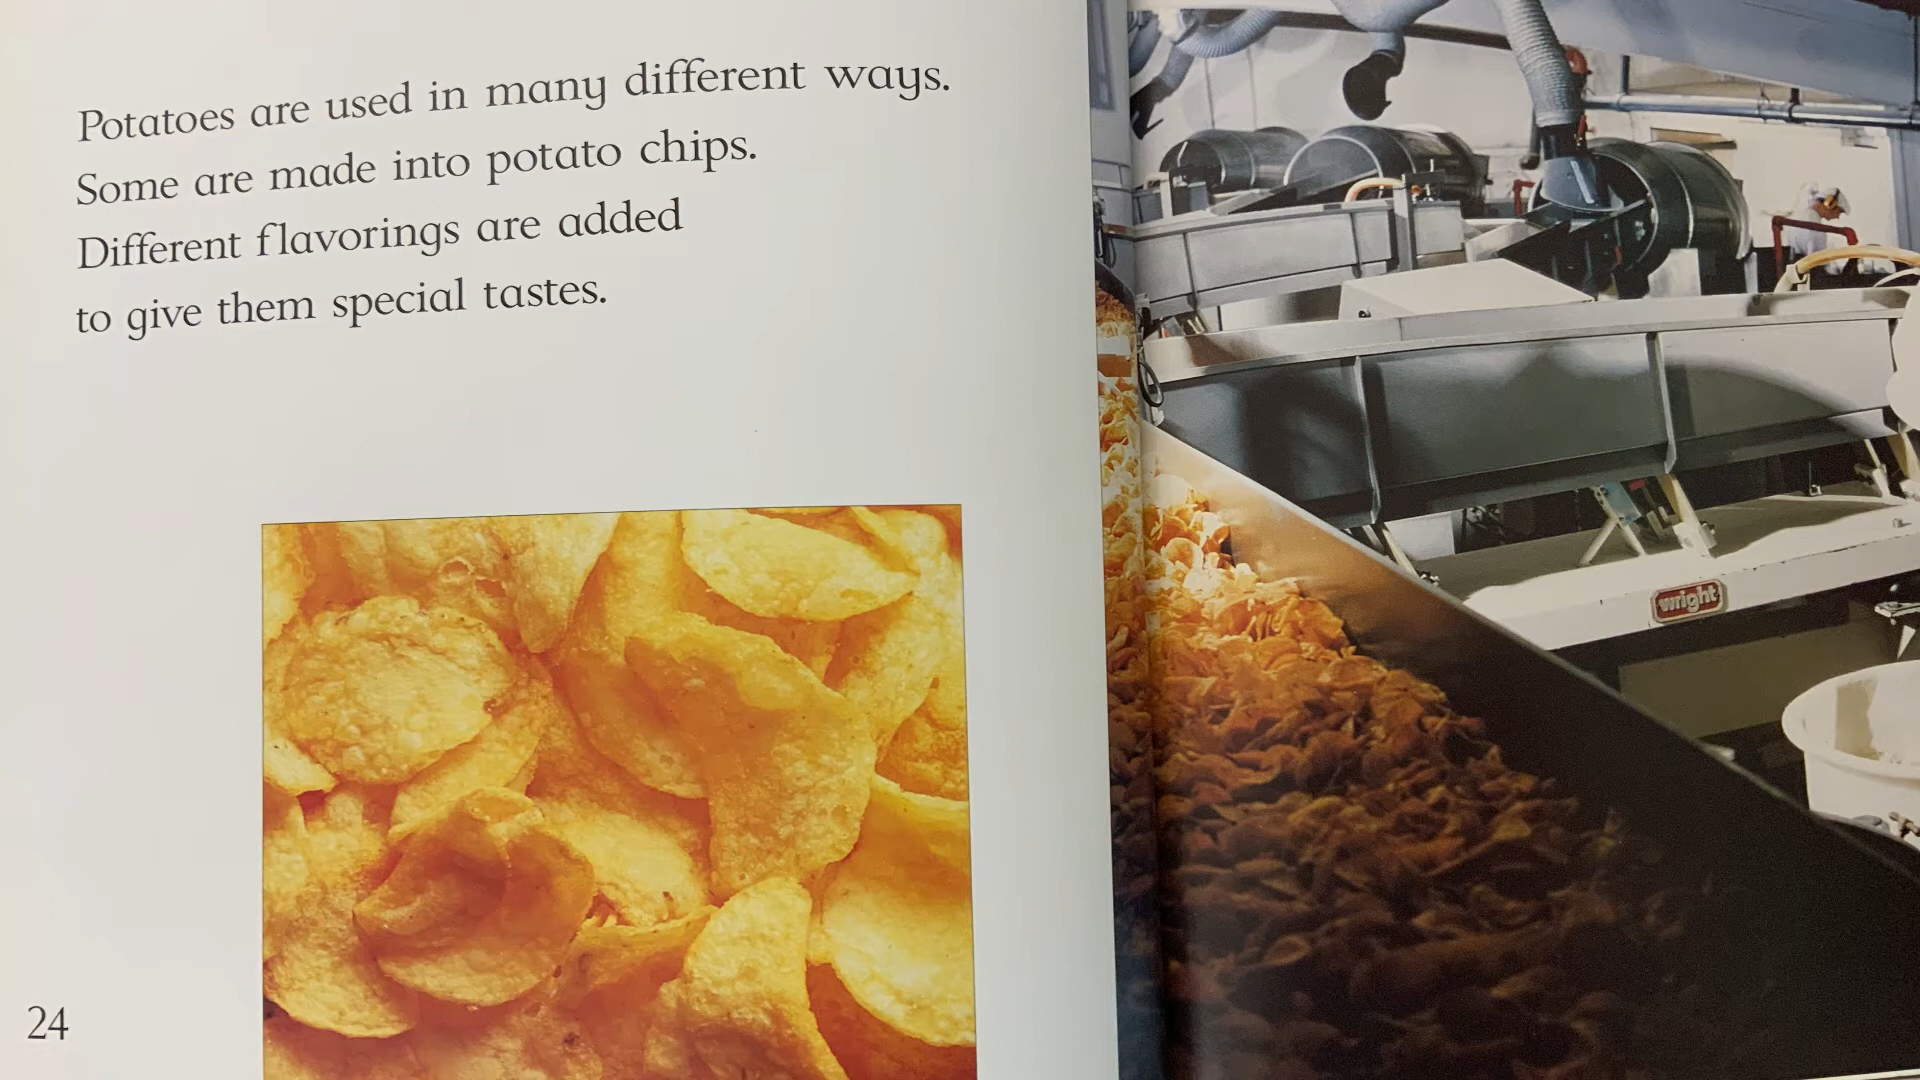 Potatoes are used in many different ways.
Some are made into potato chips.
Different flavorings are added
to give them special tastes.
24
wright